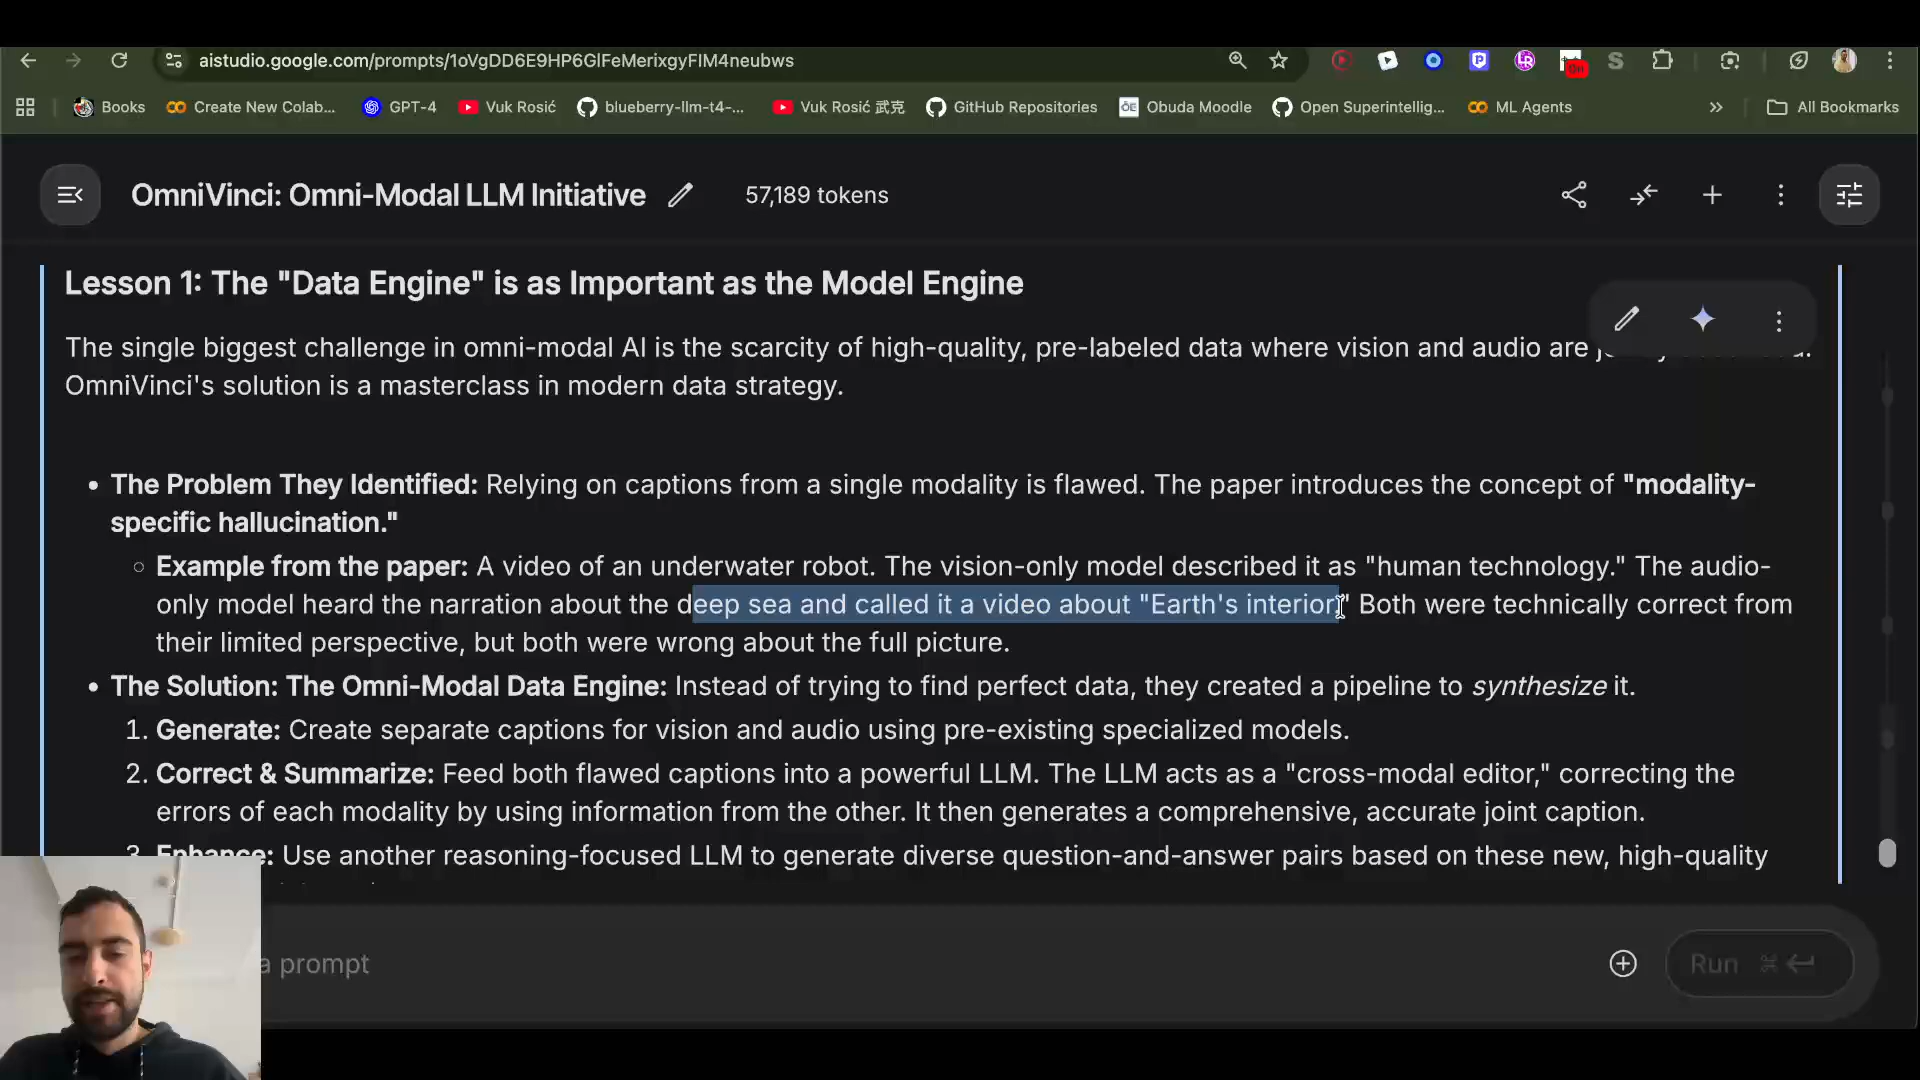 aistudio.google.com/prompts/1oVgDD6E9HP6GlFeMerixgyFIM4neubws
Books Create New Colab... GPT-4 Vuk Rosić blueberry-llm-t4-... Vuk Rosić 武克 GitHub Repositories ŌE Obuda Moodle Open Superintellig... ML Agents » All Bookmarks
OmniVinci: Omni-Modal LLM Initiative 57,189 tokens
Lesson 1: The "Data Engine" is as Important as the Model Engine
The single biggest challenge in omni-modal AI is the scarcity of high-quality, pre-labeled data where vision and audio are
OmniVinci's solution is a masterclass in modern data strategy.
• The Problem They Identified: Relying on captions from a single modality is flawed. The paper introduces the concept of "modality-
specific hallucination."
○ Example from the paper: A video of an underwater robot. The vision-only model described it as "human technology." The audio-
only model heard the narration about the deep sea and called it a video about "Earth's interior." Both were technically correct from
their limited perspective, but both were wrong about the full picture.
• The Solution: The Omni-Modal Data Engine: Instead of trying to find perfect data, they created a pipeline to synthesize it.
1. Generate: Create separate captions for vision and audio using pre-existing specialized models.
2. Correct & Summarize: Feed both flawed captions into a powerful LLM. The LLM acts as a "cross-modal editor," correcting the
errors of each modality by using information from the other. It then generates a comprehensive, accurate joint caption.
3. Enhance: Use another reasoning-focused LLM to generate diverse question-and-answer pairs based on these new, high-quality
a prompt
Run ⌘ ↵